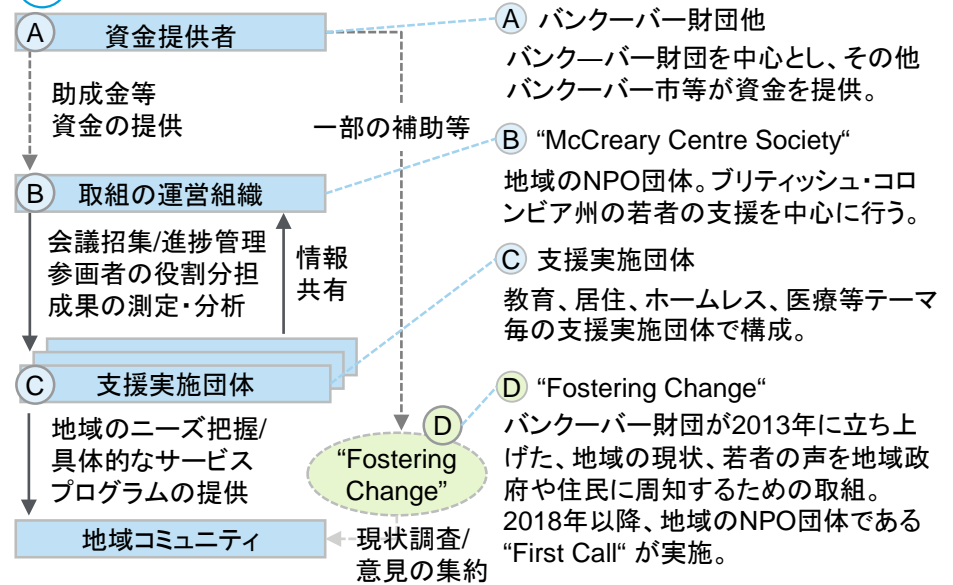 A 資金提供者
助成金等
資金の提供
一部の補助等
B 取組の運営組織
会議招集/進捗管理
参画者の役割分担
成果の測定・分析
情報
共有
C 支援実施団体
地域のニーズ把握/
具体的なサービス
プログラムの提供
D
“Fostering
Change”
地域コミュニティ
現状調査/
意見の集約
A バンクーバー財団他
バンク―バー財団を中心とし、その他
バンクーバー市等が資金を提供。
B “McCreary Centre Society“
地域のNPO団体。ブリティッシュ・コロ
ンビア州の若者の支援を中心に行う。
C 支援実施団体
教育、居住、ホームレス、医療等テーマ
毎の支援実施団体で構成。
D “Fostering Change“
バンクーバー財団が2013年に立ち上
げた、地域の現状、若者の声を地域政
府や住民に周知するための取組。
2018年以降、地域のNPO団体である
“First Call“ が実施。